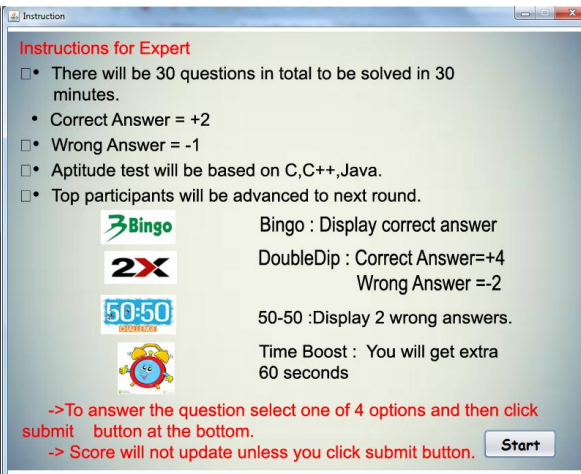 Instruction
Instructions for Expert
• There will be 30 questions in total to be solved in 30
minutes.
• Correct Answer = +2
• Wrong Answer = -1
• Aptitude test will be based on C,C++,Java.
• Top participants will be advanced to next round.
Bingo
Bingo : Display correct answer
2X
DoubleDip : Correct Answer=+4
Wrong Answer =-2
50:50
CHALLENGE
50-50 :Display 2 wrong answers.
Time Boost : You will get extra
60 seconds
->To answer the question select one of 4 options and then click
submit button at the bottom.
-> Score will not update unless you click submit button.
Start